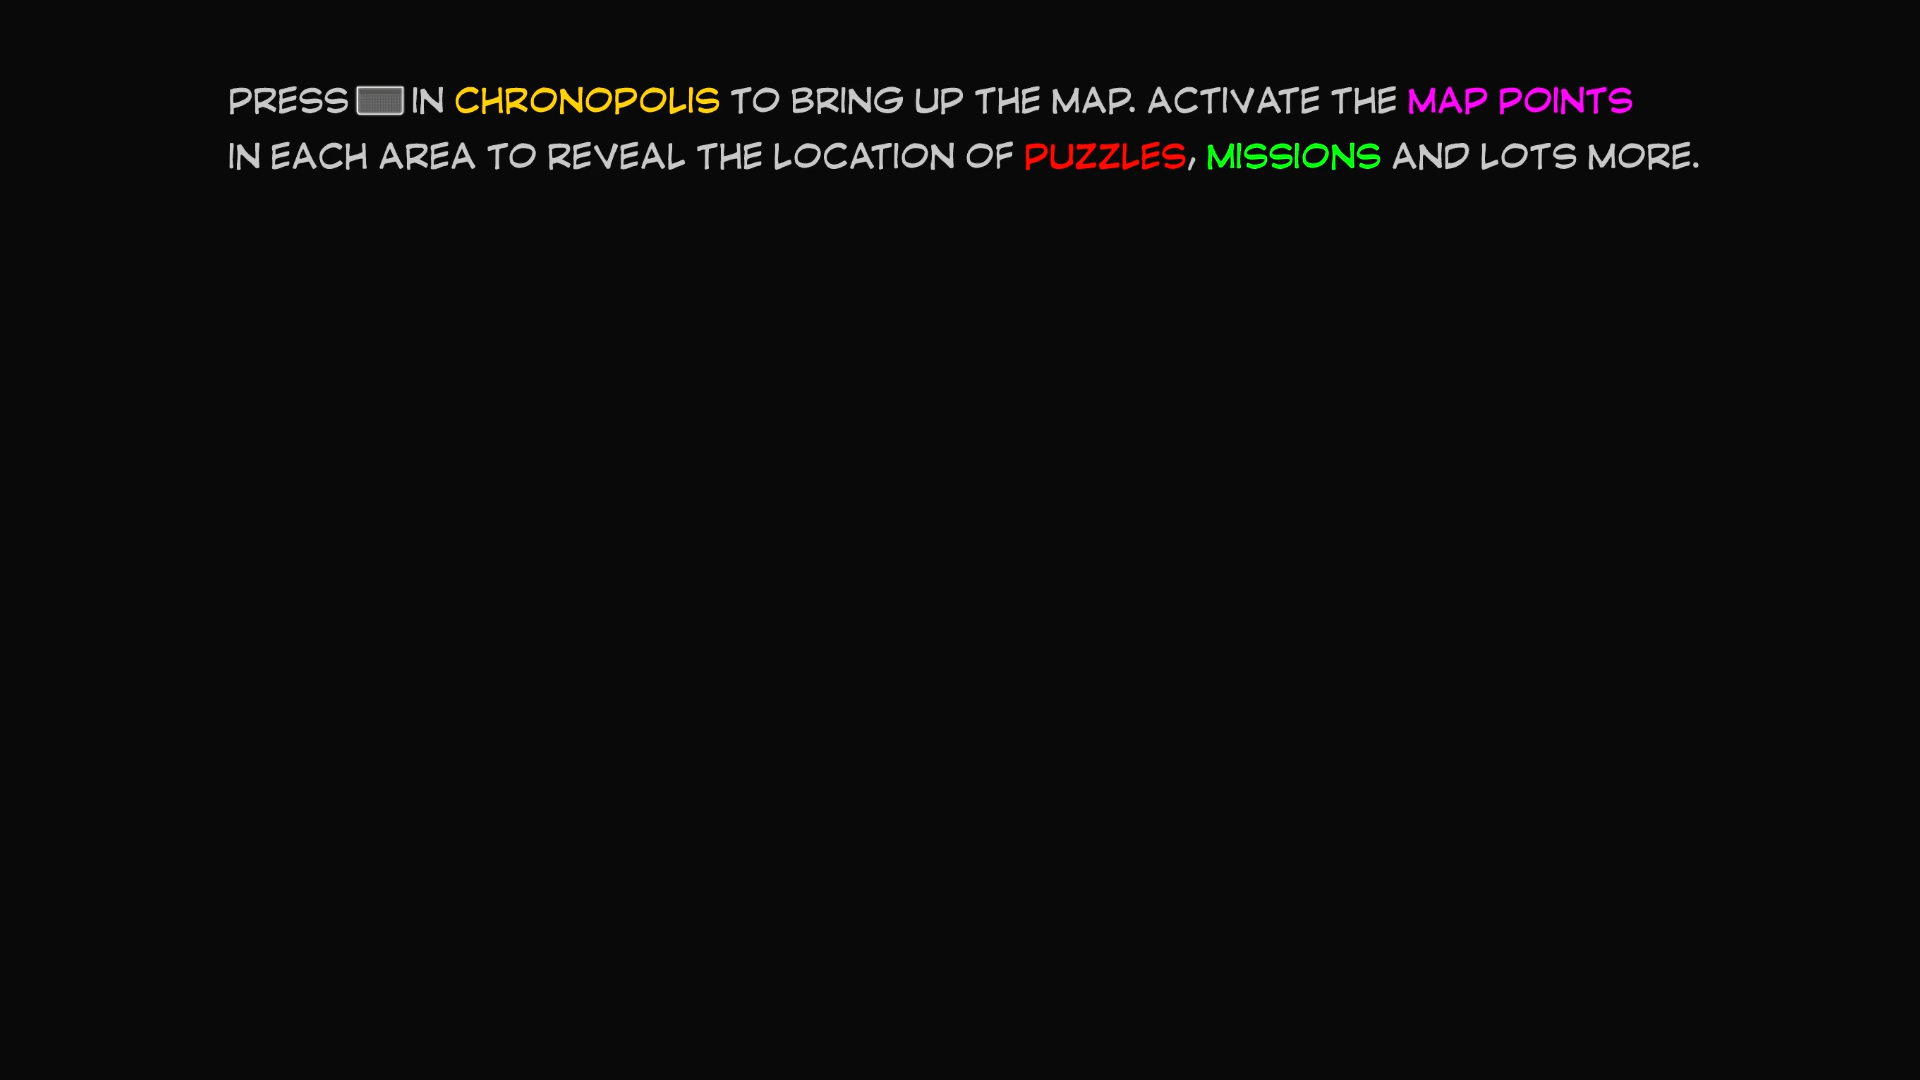 PRESS IN CHRONOPOLIS TO BRING UP THE MAP. ACTIVATE THE MAP POINTS
IN EACH AREA TO REVEAL THE LOCATION OF PUZZLES, MISSIONS AND LOTS MORE.